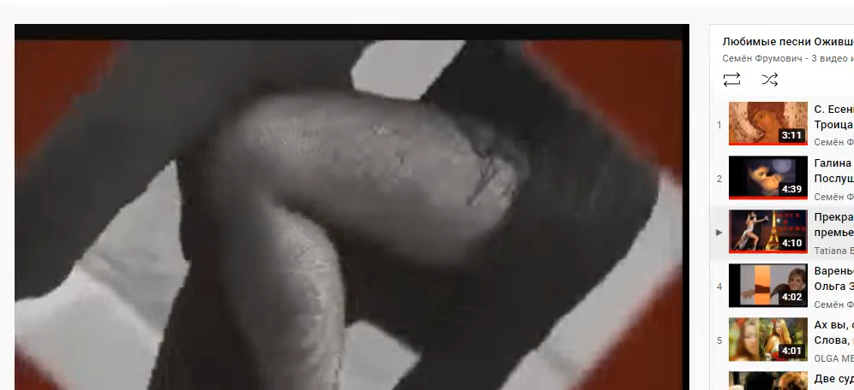 Любимые песни Оживш
Семён Фрумович - 3 видео и
1
3:11
С. Есен
Троица
Семён Ф
2
4:39
Галина
Послуш
Семён Ф
4:10
Прекра
премье
Tatiana B
4
4:02
Варень
Ольга З
Семён Ф
5
4:01
Ах вы, с
Слова,
OLGA ME
Две суд